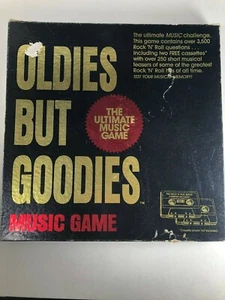 The ultimate MUSIC challenge.
This game contains over 3,500
Rock 'N' Roll questions . . .
Including two FREE cassettes*
with over 250 short musical
teasers of some of the greatest
Rock 'N' Roll hits of all time.
TEST YOUR MUSICAL MEMORY!
OLDIES
BUT
GOODIES
THE
ULTIMATE
MUSIC
GAME
MUSIC GAME